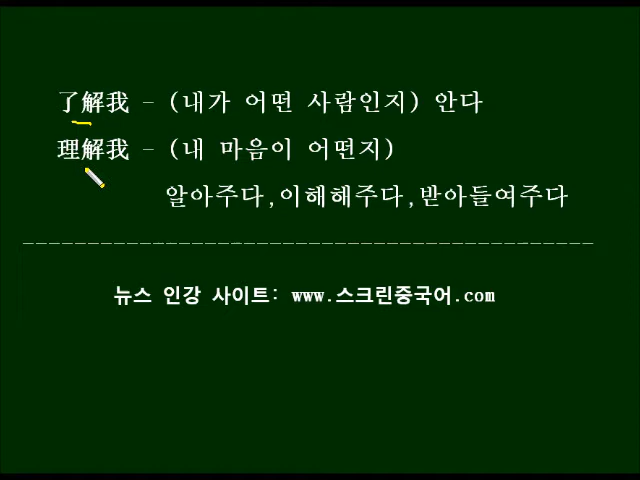 了解我 - (내가 어떤 사람인지) 안다
理解我 - (내 마음이 어떤지)
알아주다,이해해주다,받아들여주다
뉴스 인강 사이트: www.스크린중국어.com